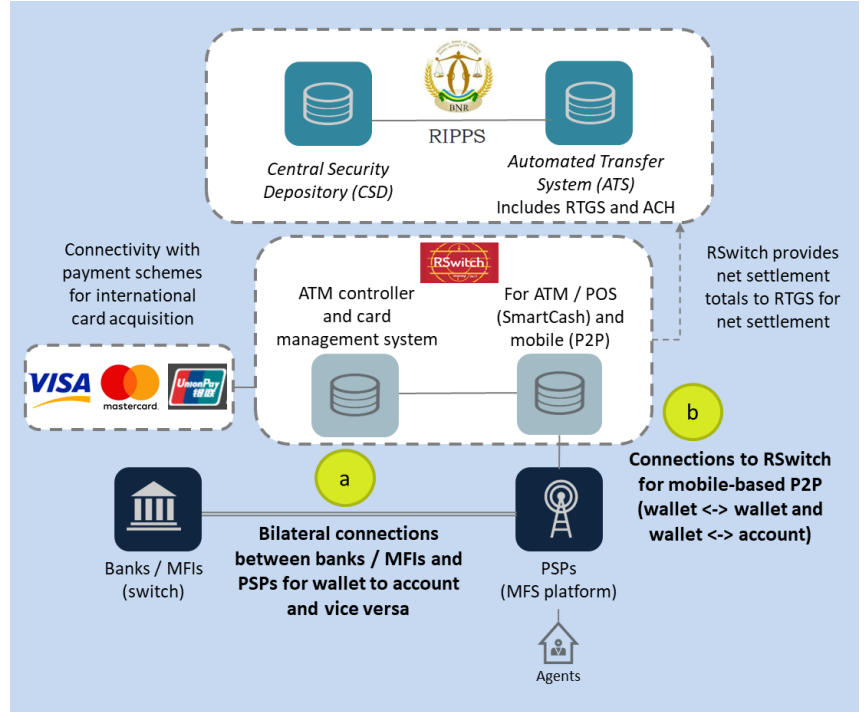 BNR
RIPPS
Central Security
Depository (CSD)
Automated Transfer
System (ATS)
Includes RTGS and ACH
Connectivity with
payment schemes
for international
card acquisition
RSwitch
ATM controller
and card
management system
For ATM / POS
(SmartCash) and
mobile (P2P)
RSwitch provides
net settlement
totals to RTGS for
net settlement
VISA
mastercard
UnionPay
银联
a
b
Connections to RSwitch
for mobile-based P2P
(wallet <-> wallet and
wallet <-> account)
Banks / MFIs
(switch)
Bilateral connections
between banks / MFIs and
PSPs for wallet to account
and vice versa
PSPs
(MFS platform)
Agents